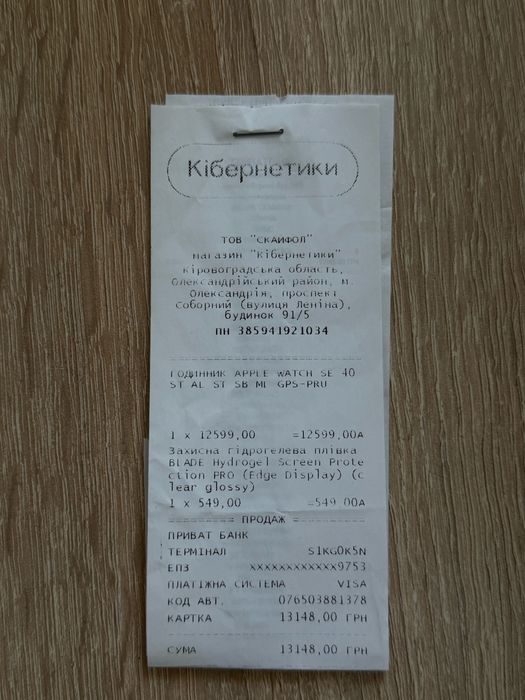 Кібернетики
ТОВ "СКАЙФОЛ"
магазин "Кібернетики"
Кіровоградська область,
Олександрійський район, м.
Олександрія, проспект
Соборний (вулиця Леніна),
будинок 91/5
ПН 385941921034
ГОДИННИК APPLE WATCH SE 40
ST AL ST SB ML GPS-PRU
1 x 12599,00 =12599,00А
Захисна гідрогелева плівка
BLADE Hydrogel Screen Prote
ction PRO (Edge Display) (c
lear glossy)
1 x 549,00 =549,00А
========= ПРОДАЖ =========
ПРИВАТ БАНК
ТЕРМІНАЛ S1KG0K5N
ЕПЗ xxxxxxxxxxxx9753
ПЛАТІЖНА СИСТЕМА VISA
КОД АВТ. 076503881378
КАРТКА 13148,00 ГРН
СУМА 13148,00 ГРН